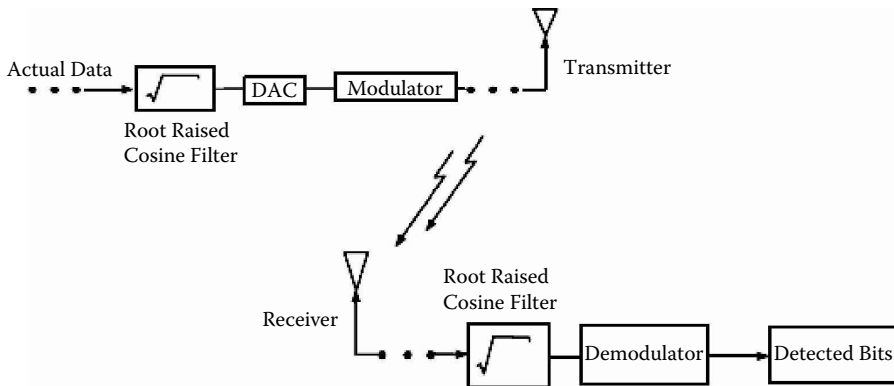 Actual Data
DAC
Modulator
Transmitter
Root Raised
Cosine Filter
Root Raised
Cosine Filter
Receiver
Demodulator
Detected Bits